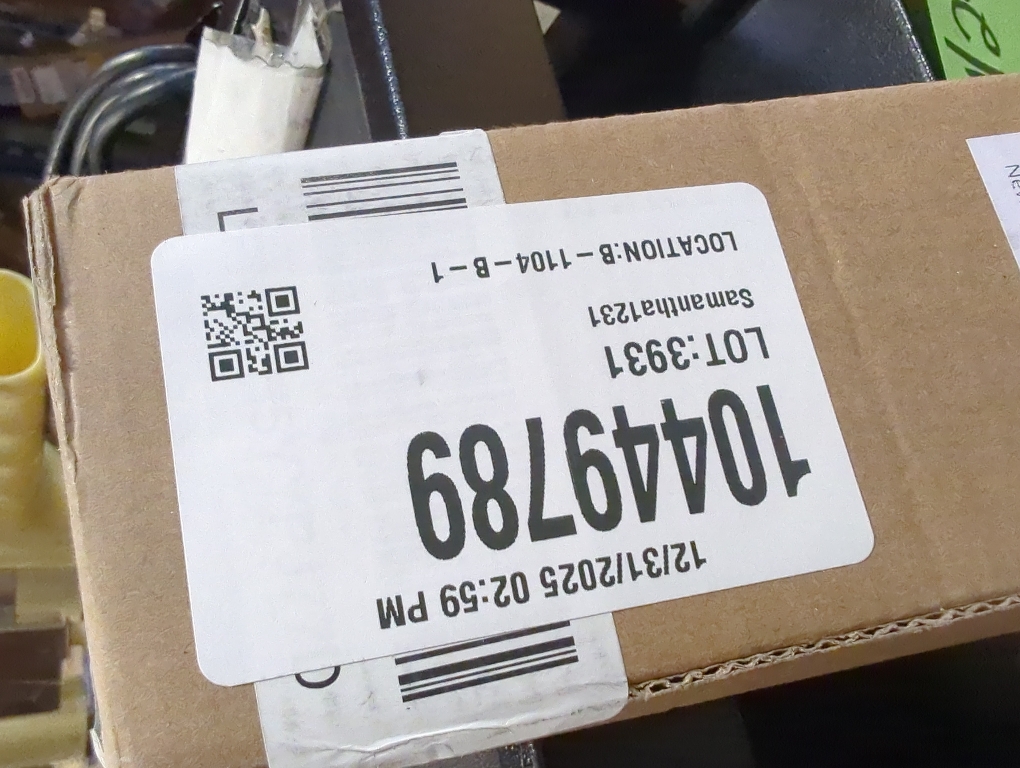 12/31/2025 02:59 PM
10449789
LOT:3931
Samantha1231
LOCATION:B-1104-B-1